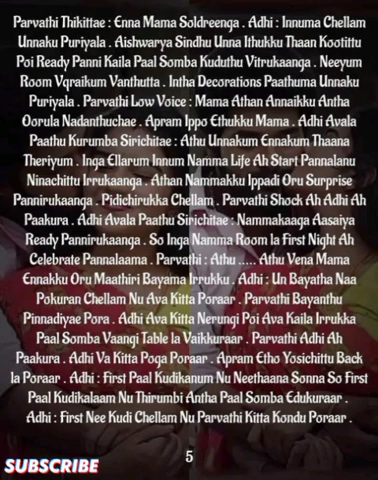 Parvathi Thikittae : Enna Mama Soldreenga . Adhi : Innuma Chellam
Unnaku Puriyala . Aishwarya Sindhu Unna Ithukku Thaan Kootittu
Poi Ready Panni Kaila Paal Somba Kuduthu Vitrukaanga . Neeyum
Room Vqraikum Vanthutta . Intha Decorations Paathuma Unnaku
Puriyala . Parvathi Low Voice : Mama Athan Annaikku Antha
Oorula Nadanthuchae . Apram Ippo Ethukku Mama . Adhi Avala
Paathu Kurumba Sirichitae : Athu Unnakum Ennakum Thaana
Theriyum . Inga Ellarum Innum Namma Life Ah Start Pannalanu
Ninachittu Irrukaanga . Athan Nammakku Ippadi Oru Surprise
Pannirukaanga . Pidichirukka Chellam . Parvathi Shock Ah Adhi Ah
Paakura . Adhi Avala Paathu Sirichitae : Nammakaaga Aasaiya
Ready Pannirukaanga . So Inga Namma Room la First Night Ah
Celebrate Pannalaama . Parvathi : Athu ..... Athu Vena Mama
Ennakku Oru Maathiri Bayama Irrukku . Adhi : Un Bayatha Naa
Pokuran Chellam Nu Ava Kitta Poraar . Parvathi Bayanthu
Pinnadiyae Pora . Adhi Ava Kitta Nerungi Poi Ava Kaila Irrukka
Paal Somba Vaangi Table la Vaikkuraar . Parvathi Adhi Ah
Paakura . Adhi Va Kitta Poga Poraar . Apram Etho Yosichittu Back
la Poraar . Adhi : First Paal Kudikanum Nu Neethaana Sonna So First
Paal Kudikalaam Nu Thirumbi Antha Paal Somba Edukuraar .
Adhi : First Nee Kudi Chellam Nu Parvathi Kitta Kondu Poraar .
5
SUBSCRIBE